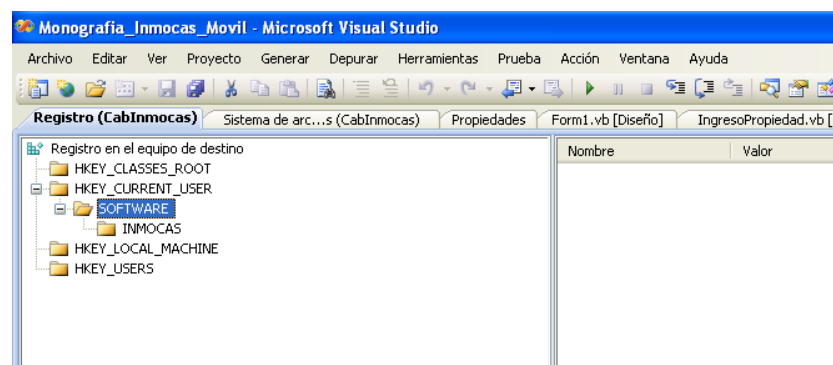 Monografia_Inmocas_Movil - Microsoft Visual Studio
Archivo Editar Ver Proyecto Generar Depurar Herramientas Prueba Acción Ventana Ayuda
Registro (CabInmocas) Sistema de arc...s (CabInmocas) Propiedades Form1.vb [Diseño] IngresoPropiedad.vb [
Registro en el equipo de destino Nombre Valor
HKEY_CLASSES_ROOT
HKEY_CURRENT_USER
SOFTWARE
INMOCAS
HKEY_LOCAL_MACHINE
HKEY_USERS